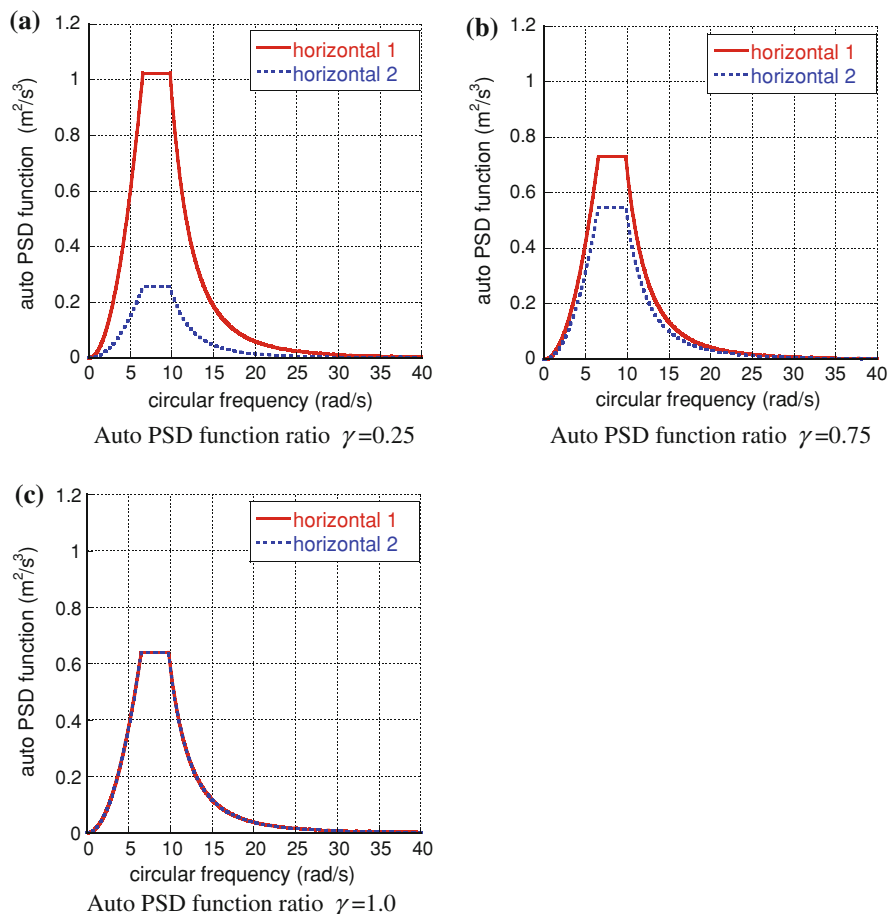 (a)
1.2
1
0.8
0.6
0.4
0.2
0
auto PSD function (m²/s³)
horizontal 1
horizontal 2
0 5 10 15 20 25 30 35 40
circular frequency (rad/s)
Auto PSD function ratio γ=0.25
(b)
1.2
1
0.8
0.6
0.4
0.2
0
auto PSD function (m²/s³)
horizontal 1
horizontal 2
0 5 10 15 20 25 30 35 40
circular frequency (rad/s)
Auto PSD function ratio γ=0.75
(c)
1.2
1
0.8
0.6
0.4
0.2
0
auto PSD function (m²/s³)
horizontal 1
horizontal 2
0 5 10 15 20 25 30 35 40
circular frequency (rad/s)
Auto PSD function ratio γ=1.0